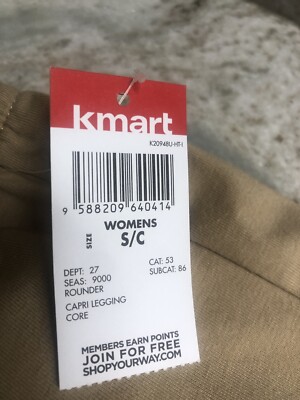 kmart
K20948U-HT-I
9 588209 640414
WOMENS
SIZE S/C
DEPT: 27 CAT: 53
SEAS: 9000 SUBCAT: 86
ROUNDER
CAPRI LEGGING
CORE
MEMBERS EARN POINTS
JOIN FOR FREE
SHOPYOURWAY.COM